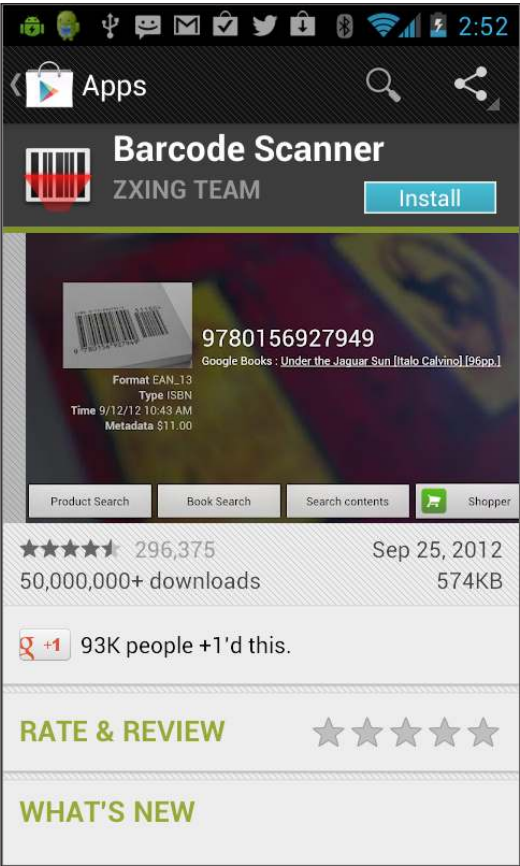 2:52
Apps
Barcode Scanner
ZXING TEAM
Install
9780156927949
Google Books : Under the Jaguar Sun [Italo Calvino] [96pp.]
Format EAN_13
Type ISBN
Time 9/12/12 10:43 AM
Metadata $11.00
Product Search
Book Search
Search contents
Shopper
296,375
Sep 25, 2012
50,000,000+ downloads
574KB
g +1
93K people +1'd this.
RATE & REVIEW
WHAT'S NEW